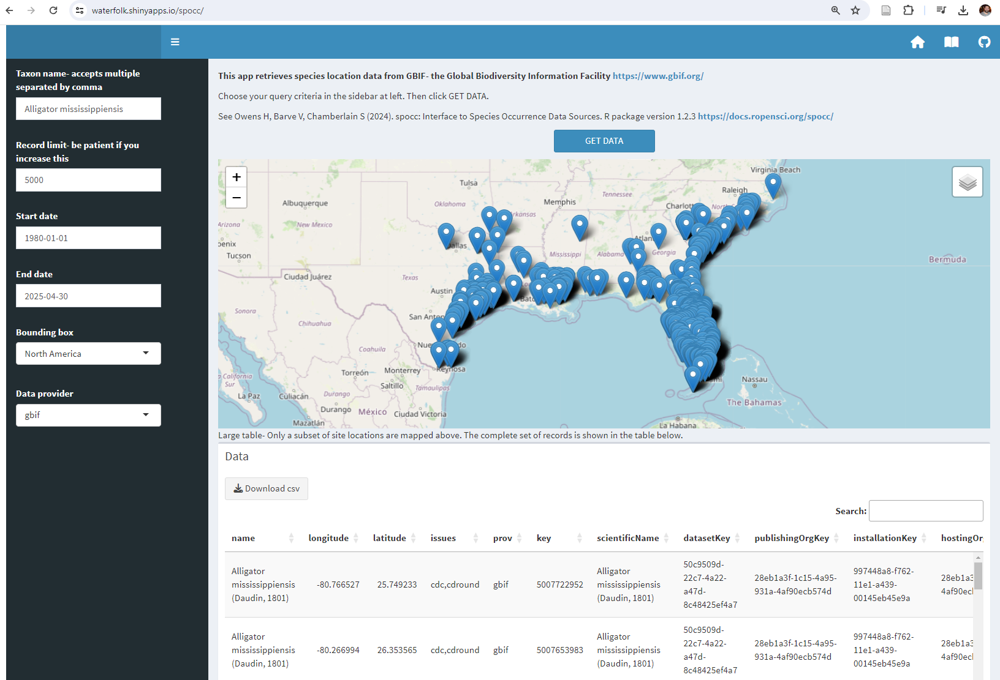 waterfolk.shinyapps.io/spocc/
Taxon name- accepts multiple
separated by comma
Alligator mississippiensis
Record limit- be patient if you
increase this
5000
Start date
1980-01-01
End date
2025-04-30
Bounding box
North America
Data provider
gbif
This app retrieves species location data from GBIF- the Global Biodiversity Information Facility https://www.gbif.org/
Choose your query criteria in the sidebar at left. Then click GET DATA.
See Owens H, Barve V, Chamberlain S (2024). spocc: Interface to Species Occurrence Data Sources. R package version 1.2.3 https://docs.ropensci.org/spocc/
GET DATA
+
−
Virginia Beach
Tulsa
Raleigh
Albuquerque
Oklahoma
Memphis
Tennessee
Charlott
Arizona
New Mexico
Dallas
Mississippi
Alabama
Georgia
Tucson
Bermuda
Ciudad Juárez
Texas
Austin
Sonora
San Anton
Chihuahua
Coahuila
Reynosa
Torreón
Monterrey
Nassau
Saltillo
Tamaulipas
California
Sur
La Paz
Culiacán
Durango
The Bahamas
Durango
México
Ciudad Victoria
Mazatlán
La Habana
Large table- Only a subset of site locations are mapped above. The complete set of records is shown in the table below.
Data
Download csv
Search:
name longitude latitude issues prov key scientificName datasetKey publishingOrgKey installationKey hostingOr
Alligator
mississippiensis
(Daudin, 1801)
-80.766527
25.749233
cdc,cdround
gbif
5007722952
Alligator
mississippiensis
(Daudin, 1801)
50c9509d-
22c7-4a22-
a47d-
8c48425ef4a7
28eb1a3f-1c15-4a95-
931a-4af90ecb574d
997448a8-f762-
11e1-a439-
00145eb45e9a
28eb1a3
4af90ecb
Alligator
mississippiensis
(Daudin, 1801)
-80.266994
26.353565
cdc,cdround
gbif
5007653983
Alligator
mississippiensis
(Daudin, 1801)
50c9509d-
22c7-4a22-
a47d-
8c48425ef4a7
28eb1a3f-1c15-4a95-
931a-4af90ecb574d
997448a8-f762-
11e1-a439-
00145eb45e9a
28eb1a3
4af90ecb